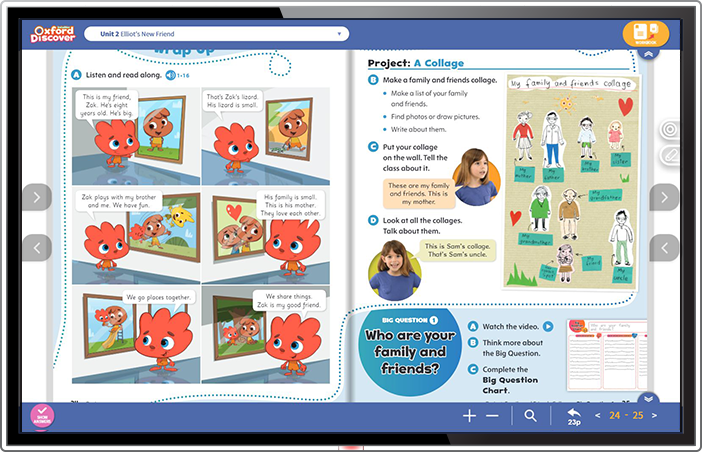 Oxford
Discover
Unit 2 Elliot's New Friend
WORKBOOK
Wrap Up
A Listen and read along. 1-16
This is my friend,
Zak. He's eight
years old. He's big.
That's Zak's lizard.
His lizard is small.
Zak plays with my brother
and me. We have fun.
His family is small.
This is his mother.
They love each other.
We go places together.
We share things.
Zak is my good friend.
Project: A Collage
B Make a family and friends collage.
• Make a list of your family
and friends.
• Find photos or draw pictures.
• Write about them.
C Put your collage
on the wall. Tell the
class about it.
These are my family
and friends. This is
my mother.
D Look at all the collages.
Talk about them.
This is Sam's collage.
That's Sam's uncle.
My family and friends collage
My
mother
My
father
My
brother
My
sister
My
grandmother
My
grandfather
My
friend
My
uncle
BIG QUESTION 1
Who are your
family and
friends?
A Watch the video.
B Think more about
the Big Question.
C Complete the
Big Question
Chart.
SHOW
ANSWERS
23p
< 24 - 25 >